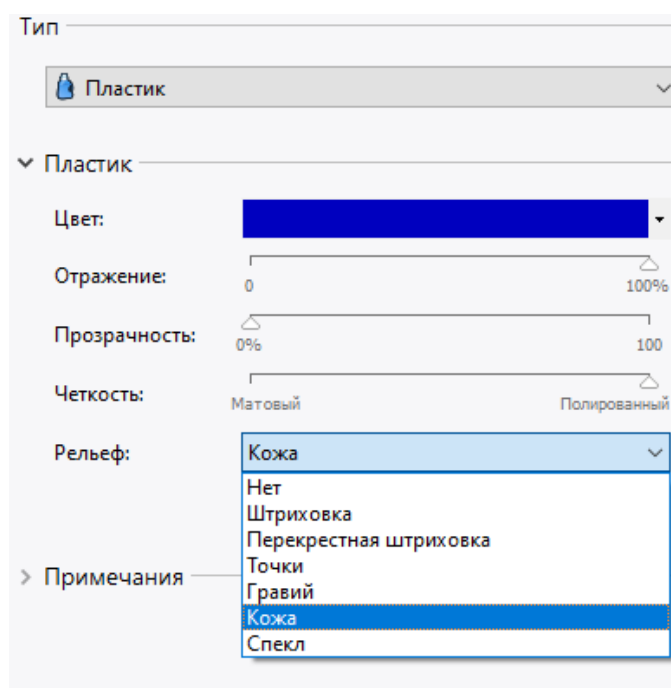 Тип
Пластик
Пластик
Цвет:
Отражение:
0
100%
Прозрачность:
0%
100
Четкость:
Матовый
Полированный
Рельеф:
Кожа
Нет
Штриховка
Перекрестная штриховка
Точки
Гравий
Кожа
Спекл
Примечания